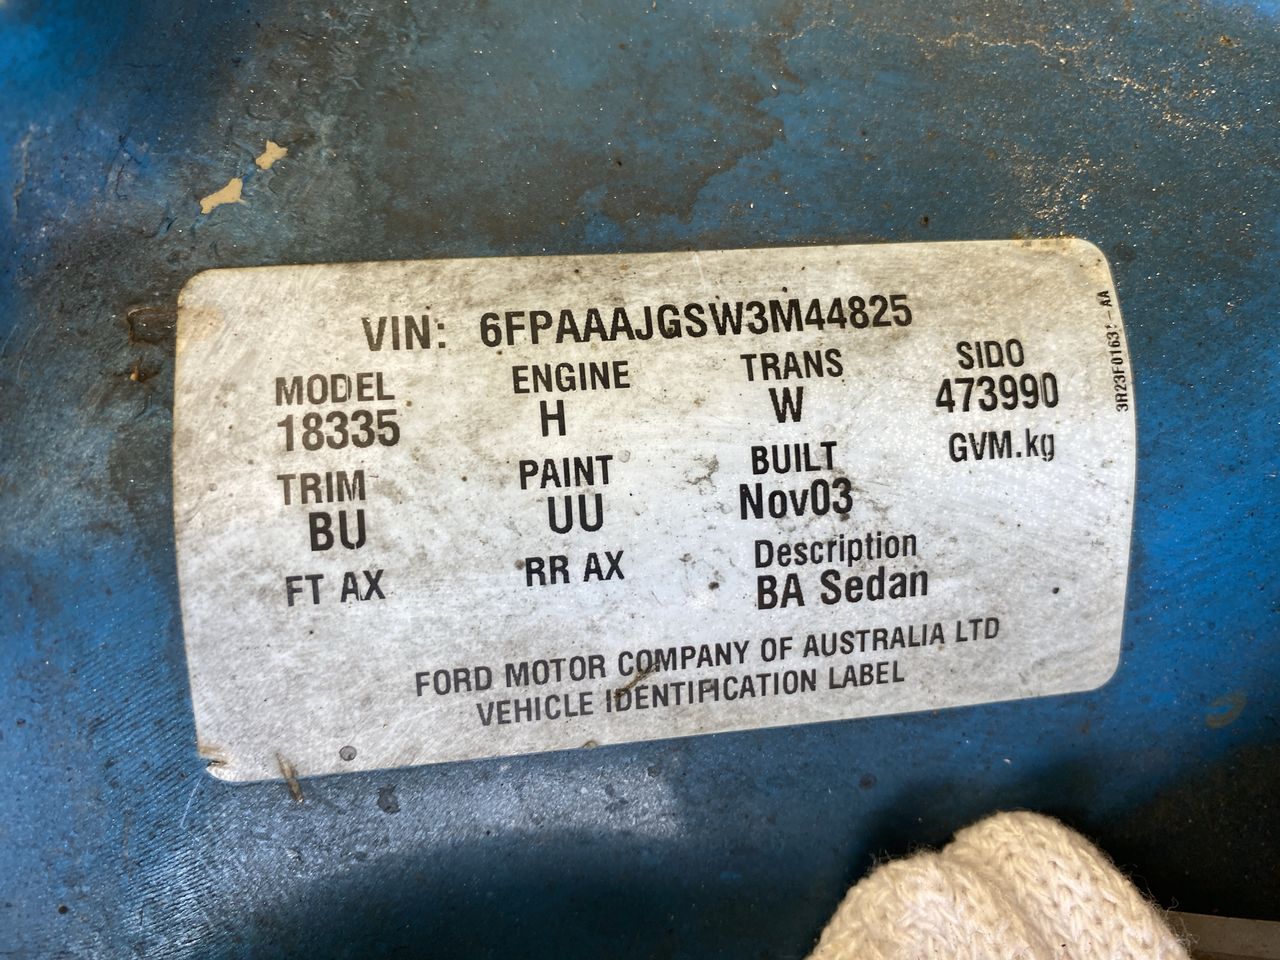 VIN: 6FPAAAJGSW3M44825
MODEL ENGINE TRANS SIDO
18335 H W 473990
TRIM PAINT BUILT GVM.kg
BU UU Nov03
FT AX RR AX Description
BA Sedan
FORD MOTOR COMPANY OF AUSTRALIA LTD
VEHICLE IDENTIFICATION LABEL